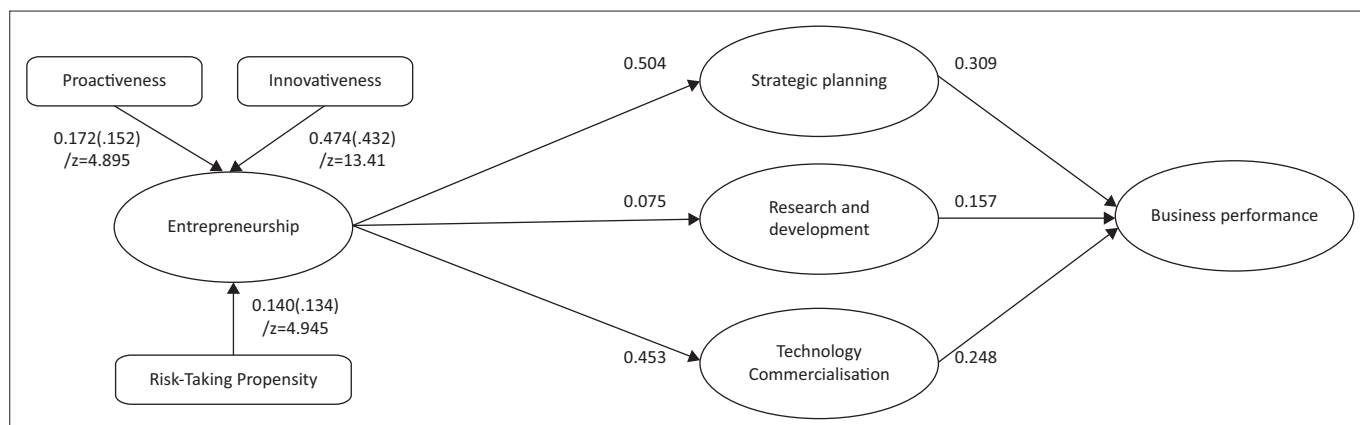 Proactiveness
Innovativeness
0.172(.152)
/z=4.895
0.474(.432)
/z=13.41
Entrepreneurship
0.140(.134)
/z=4.945
Risk-Taking Propensity
0.504
0.075
0.453
Strategic planning
Research and
development
Technology
Commercialisation
0.309
0.157
0.248
Business performance